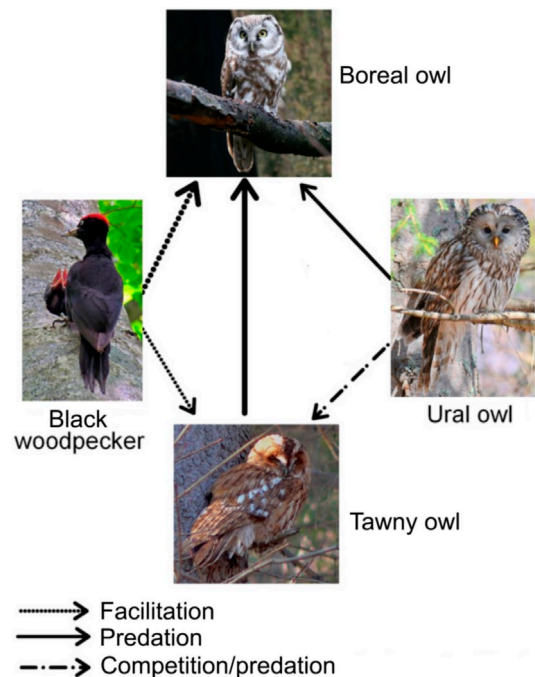 Boreal owl
Black
woodpecker
Ural owl
Tawny owl
Facilitation
Predation
Competition/predation